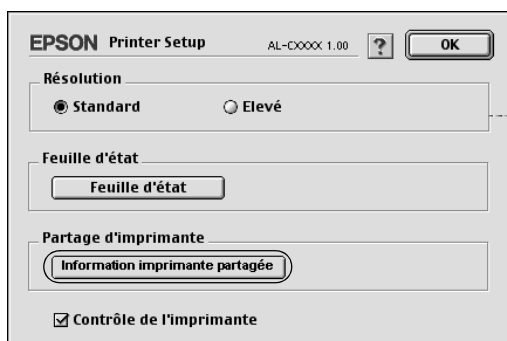 EPSON Printer Setup AL-CXXXX 1.00 ? OK
Résolution
Standard Elevé
Feuille d'état
Feuille d'état
Partage d'imprimante
Information imprimante partagée
Contrôle de l'imprimante